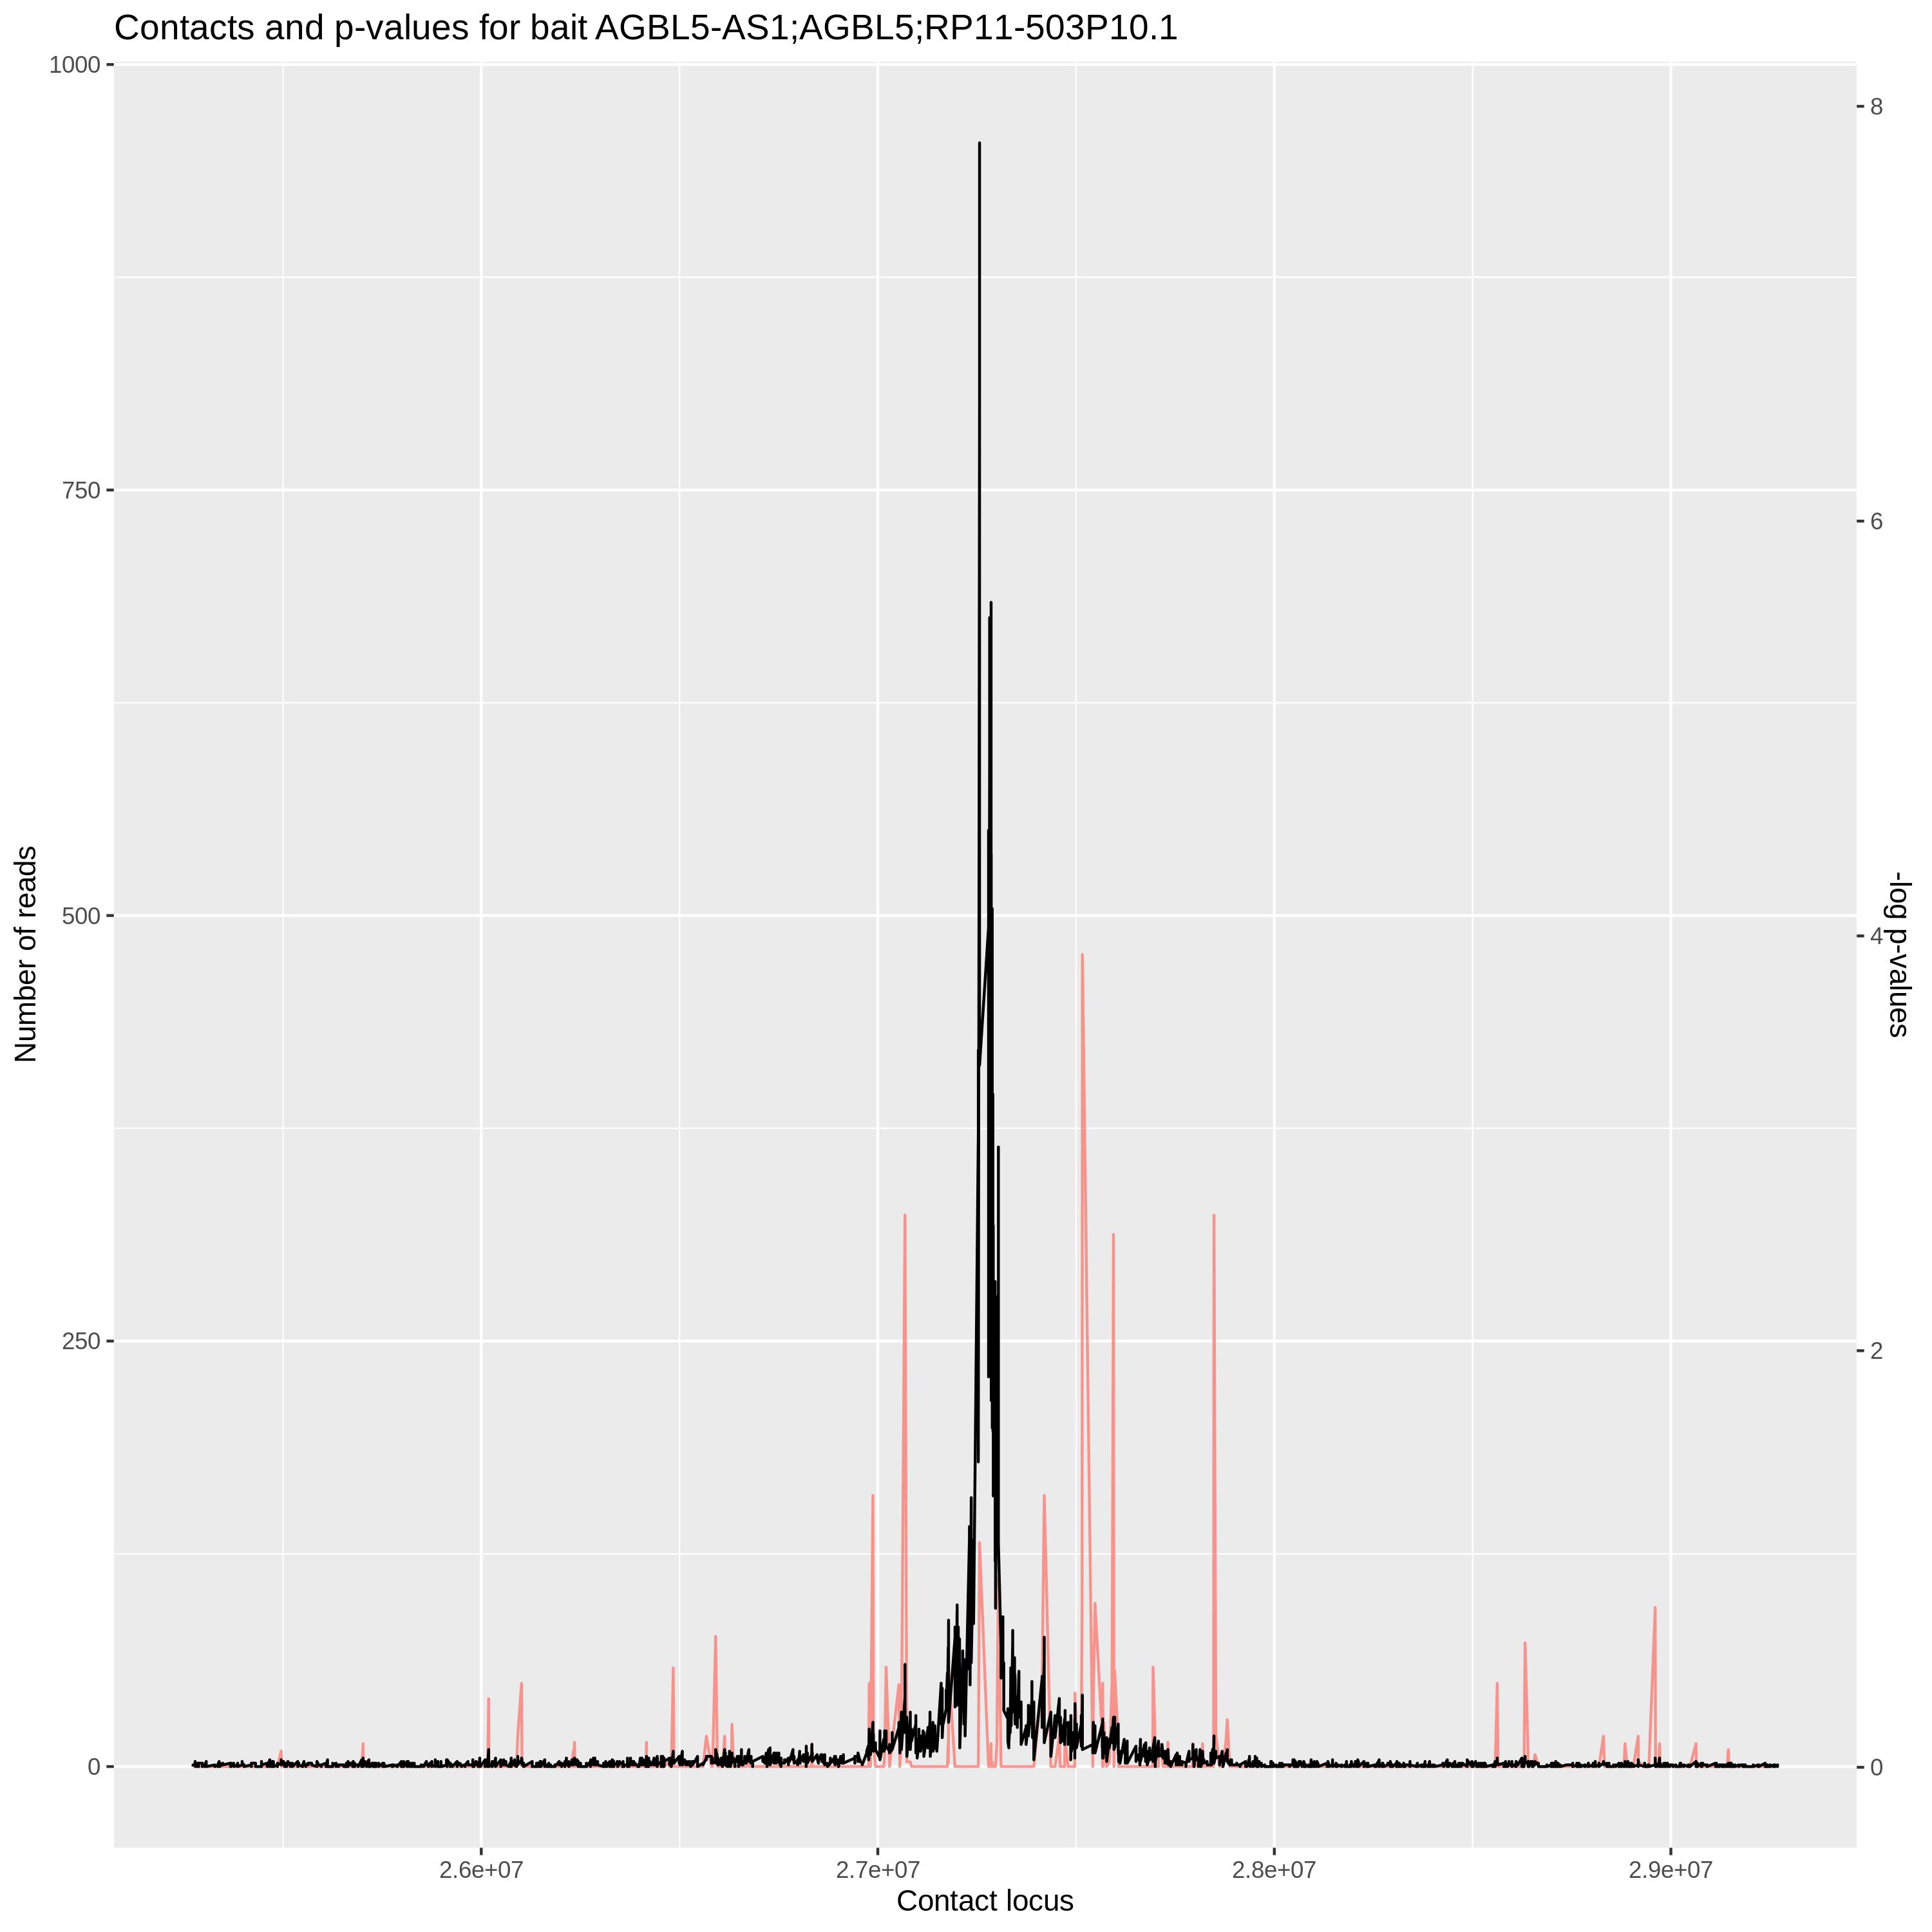 Contacts and p-values for bait AGBL5-AS1;AGBL5;RP11-503P10.1
1000
750
500
250
0
Number of reads
8
6
4
2
0
-log p-values
2.6e+07
2.7e+07
2.8e+07
2.9e+07
Contact locus